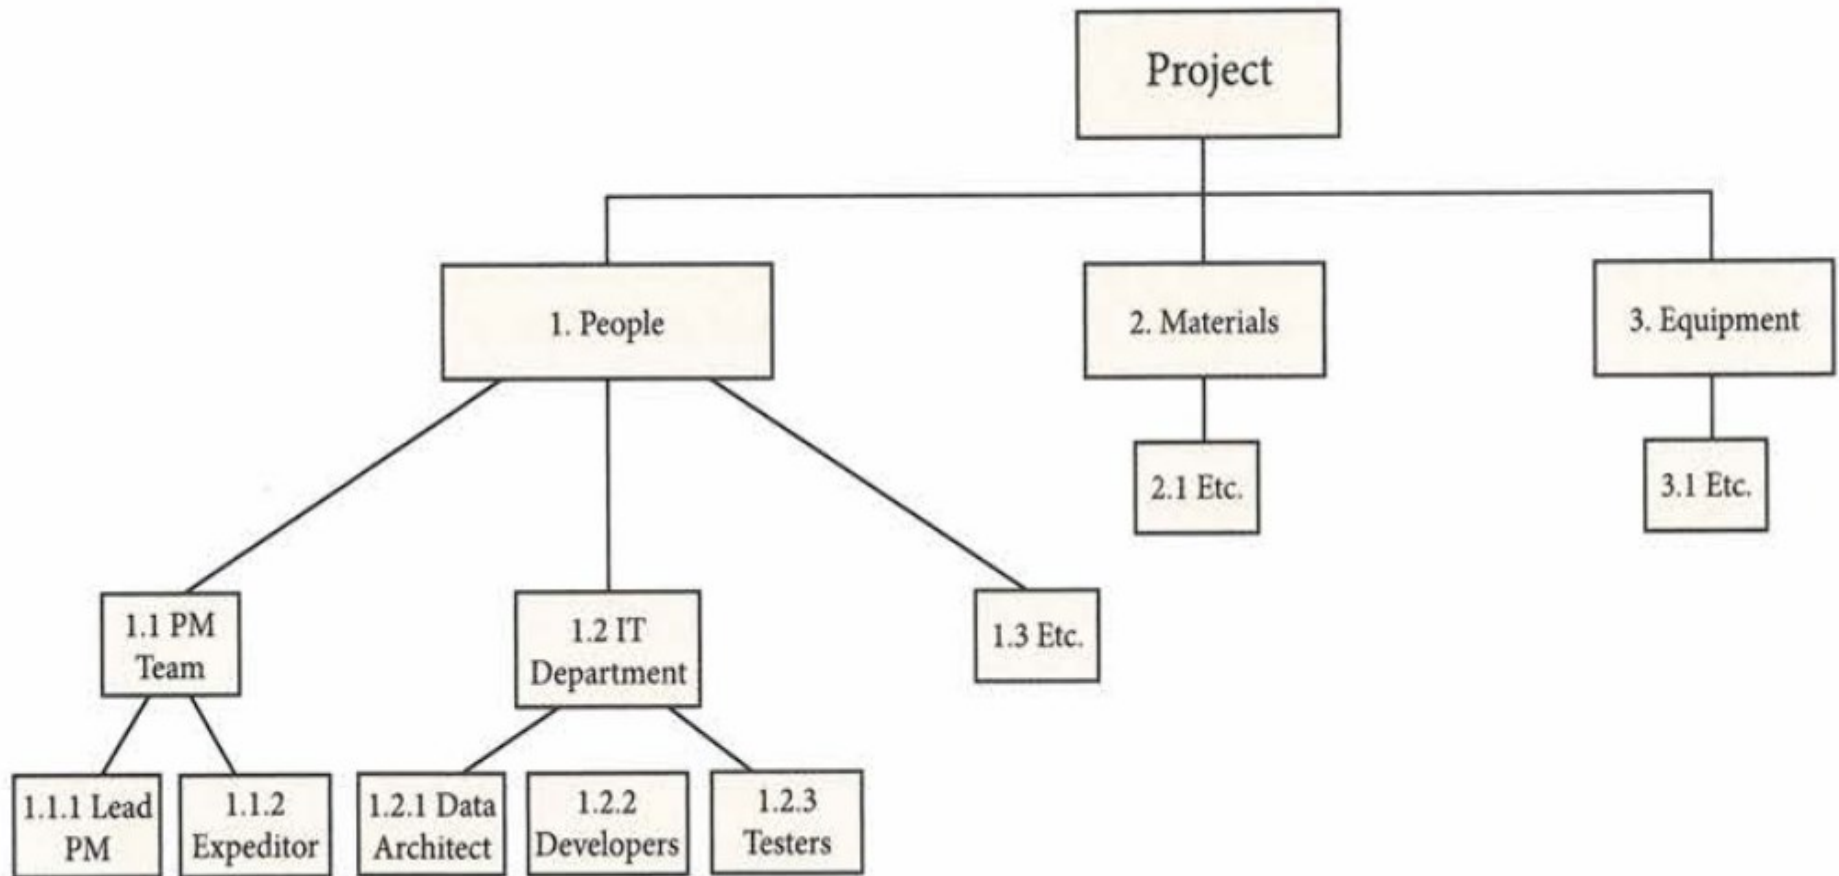 Project
1. People
2. Materials
3. Equipment
2.1 Etc.
3.1 Etc.
1.1 PM
Team
1.2 IT
Department
1.3 Etc.
1.1.1 Lead
PM
1.1.2
Expeditor
1.2.1 Data
Architect
1.2.2
Developers
1.2.3
Testers